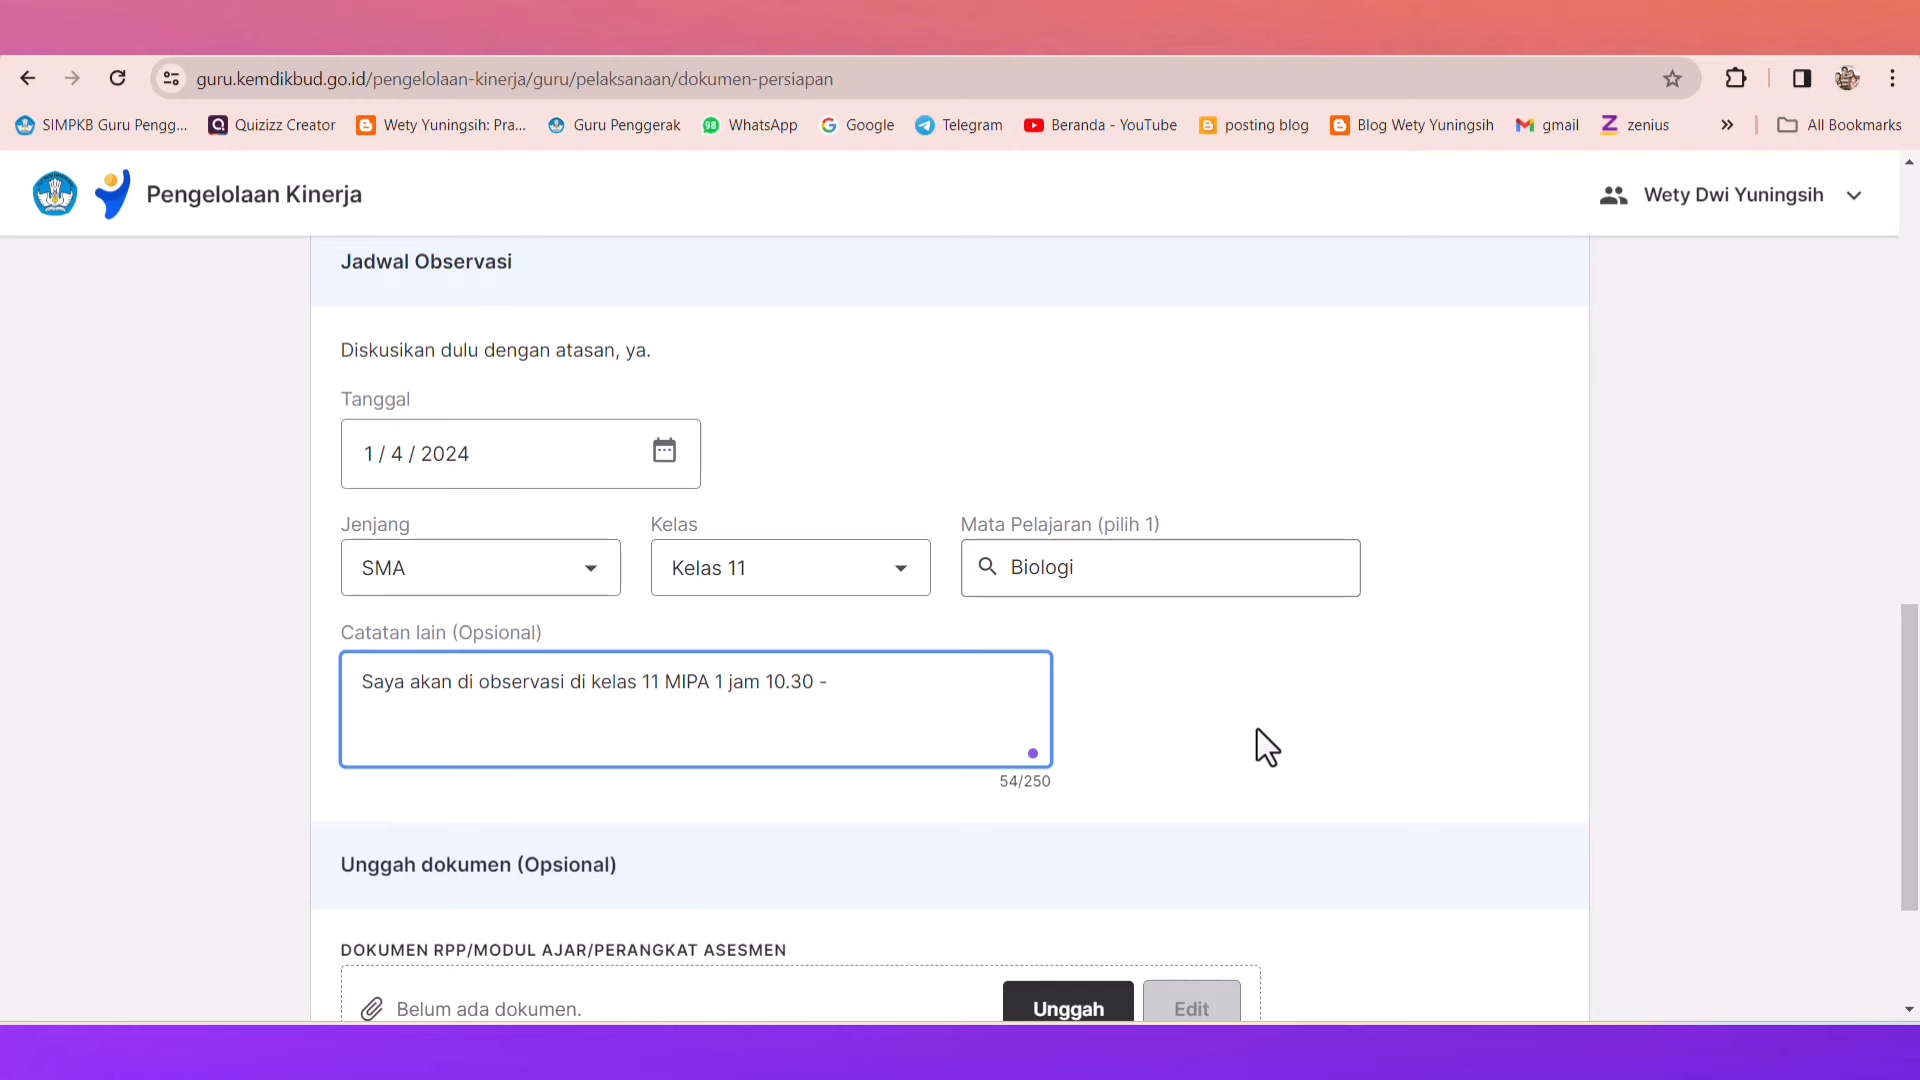 guru.kemdikbud.go.id/pengelolaan-kinerja/guru/pelaksanaan/dokumen-persiapan
SIMPKB Guru Pengg... Quizizz Creator Wety Yuningsih: Pra... Guru Penggerak 98 WhatsApp Google Telegram Beranda - YouTube posting blog Blog Wety Yuningsih gmail zenius » All Bookmarks
Pengelolaan Kinerja Wety Dwi Yuningsih
Jadwal Observasi
Diskusikan dulu dengan atasan, ya.
Tanggal
1 / 4 / 2024
Jenjang Kelas Mata Pelajaran (pilih 1)
SMA Kelas 11 Biologi
Catatan lain (Opsional)
Saya akan di observasi di kelas 11 MIPA 1 jam 10.30 -
54/250
Unggah dokumen (Opsional)
DOKUMEN RPP/MODUL AJAR/PERANGKAT ASESMEN
Belum ada dokumen. Unggah Edit